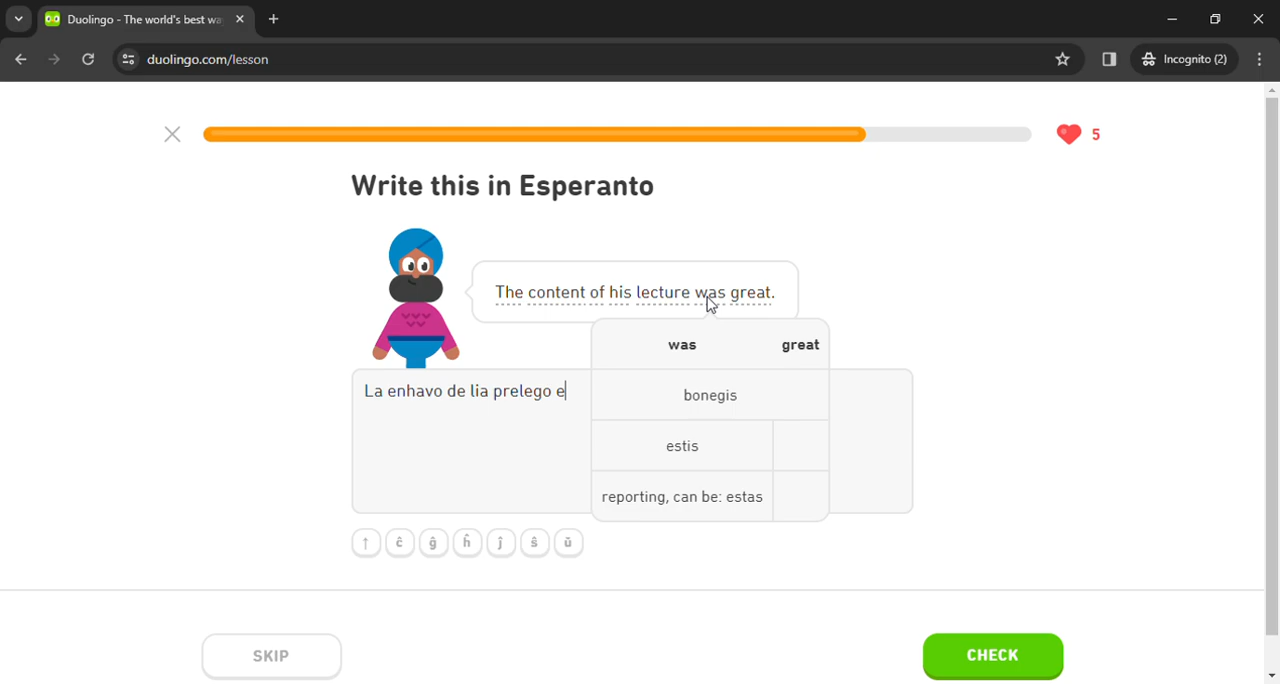 Duolingo - The world's best wa
duolingo.com/lesson
Incognito (2)
5
Write this in Esperanto
The content of his lecture was great.
was great
La enhavo de lia prelego e
bonegis
estis
reporting, can be: estas
↑ ĉ ĝ ĥ ĵ ŝ ŭ
SKIP CHECK